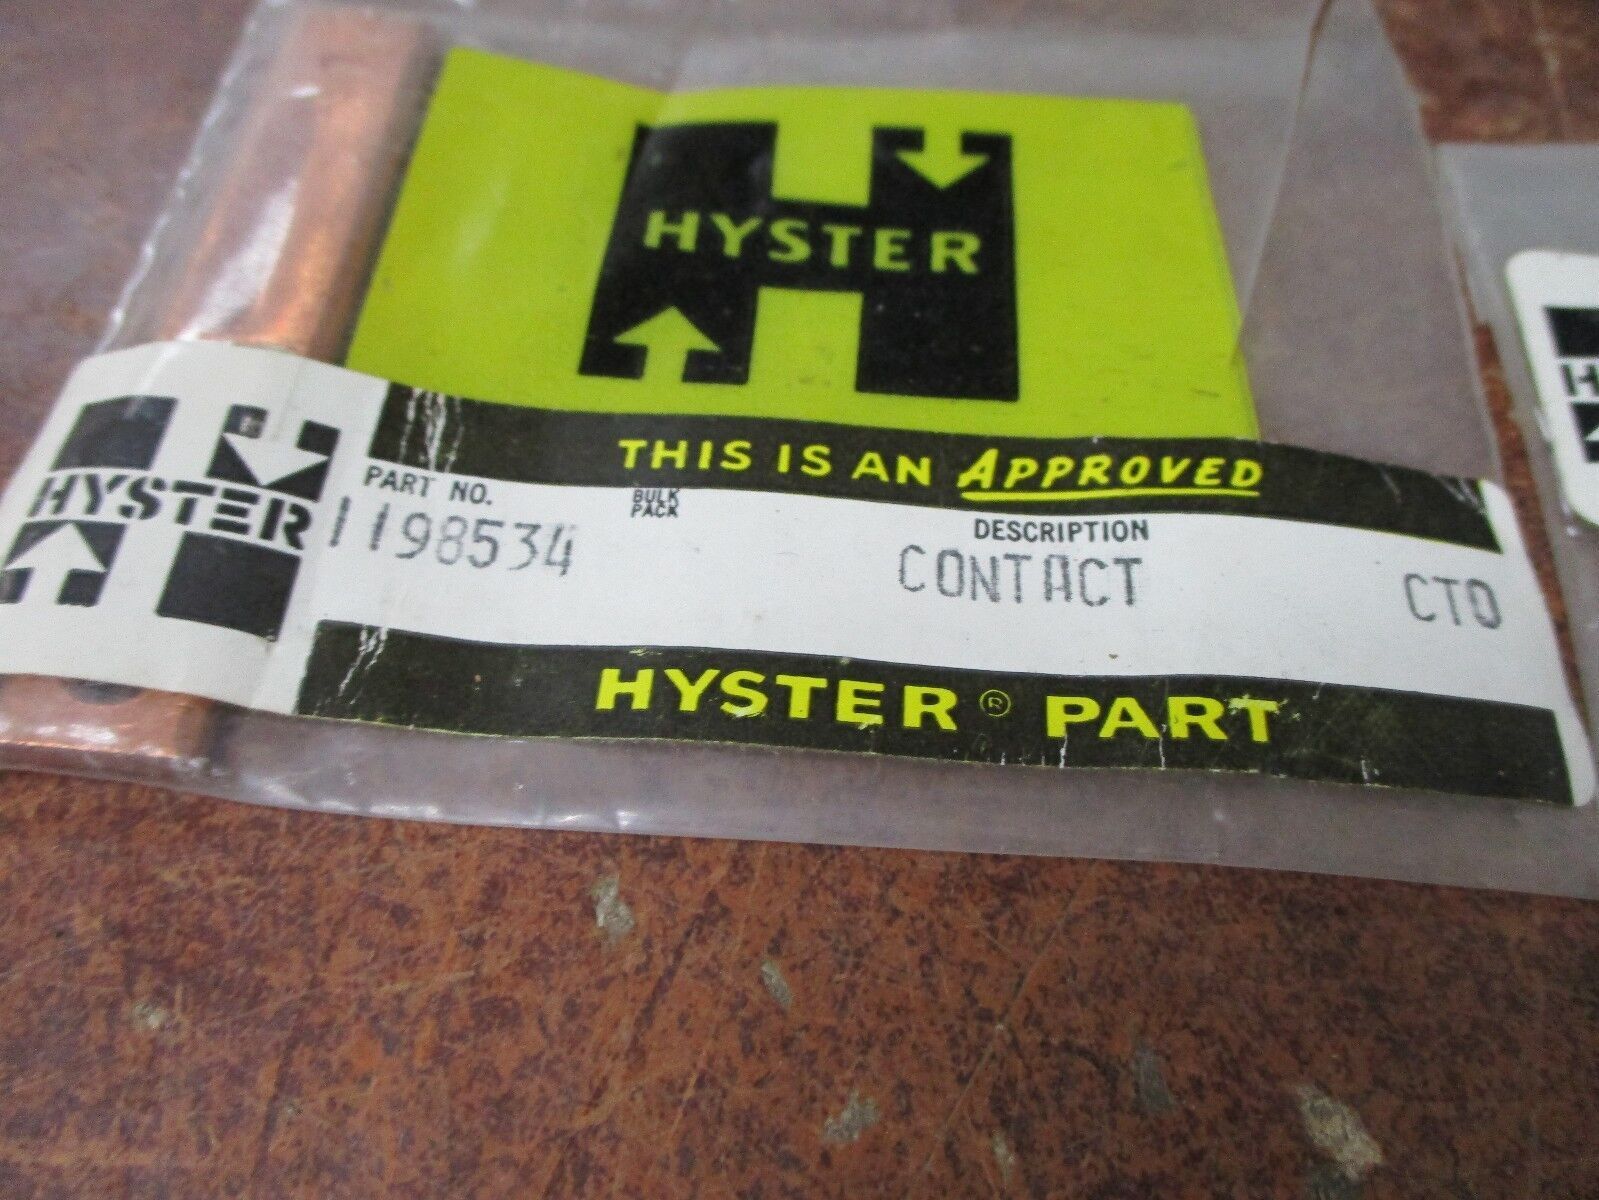 HYSTER
THIS IS AN APPROVED
HYSTER
PART NO.
BULK
PACK
DESCRIPTION
1198534
CONTACT
CTO
HYSTER® PART
H